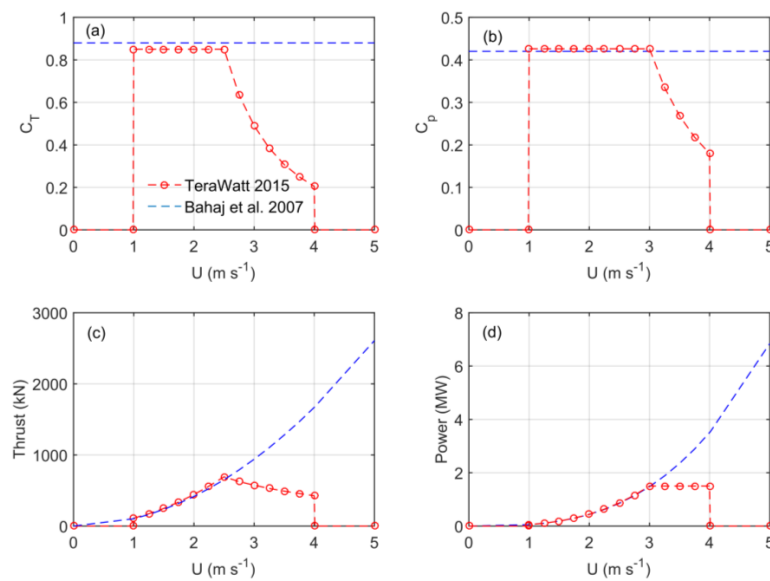 (a)
1
0.8
0.6
0.4
0.2
0
C_T
TeraWatt 2015
Bahaj et al. 2007
0 1 2 3 4 5
U (m s⁻¹)
(b)
0.5
0.4
0.3
0.2
0.1
0
C_p
0 1 2 3 4 5
U (m s⁻¹)
(c)
3000
2000
1000
0
Thrust (kN)
0 1 2 3 4 5
U (m s⁻¹)
(d)
8
6
4
2
0
Power (MW)
0 1 2 3 4 5
U (m s⁻¹)